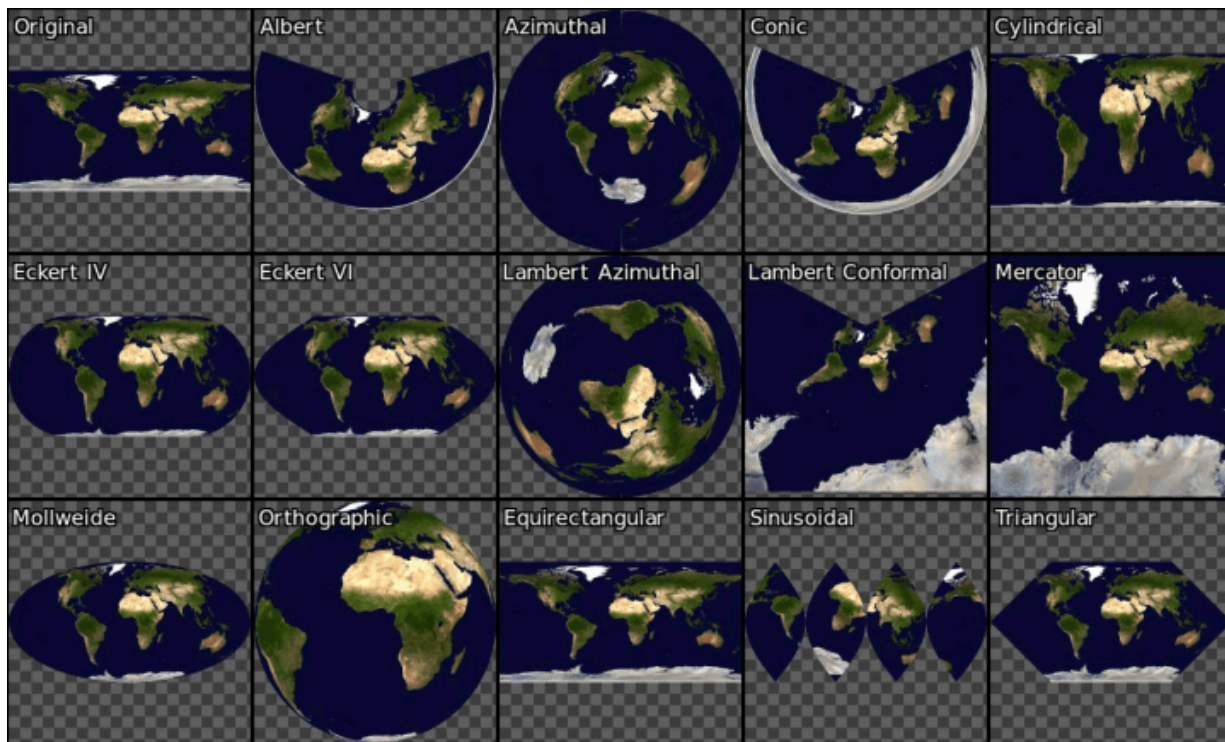 Original
Albert
Azimuthal
Conic
Cylindrical
Eckert IV
Eckert VI
Lambert Azimuthal
Lambert Conformal
Mercator
Mollweide
Orthographic
Equirectangular
Sinusoidal
Triangular